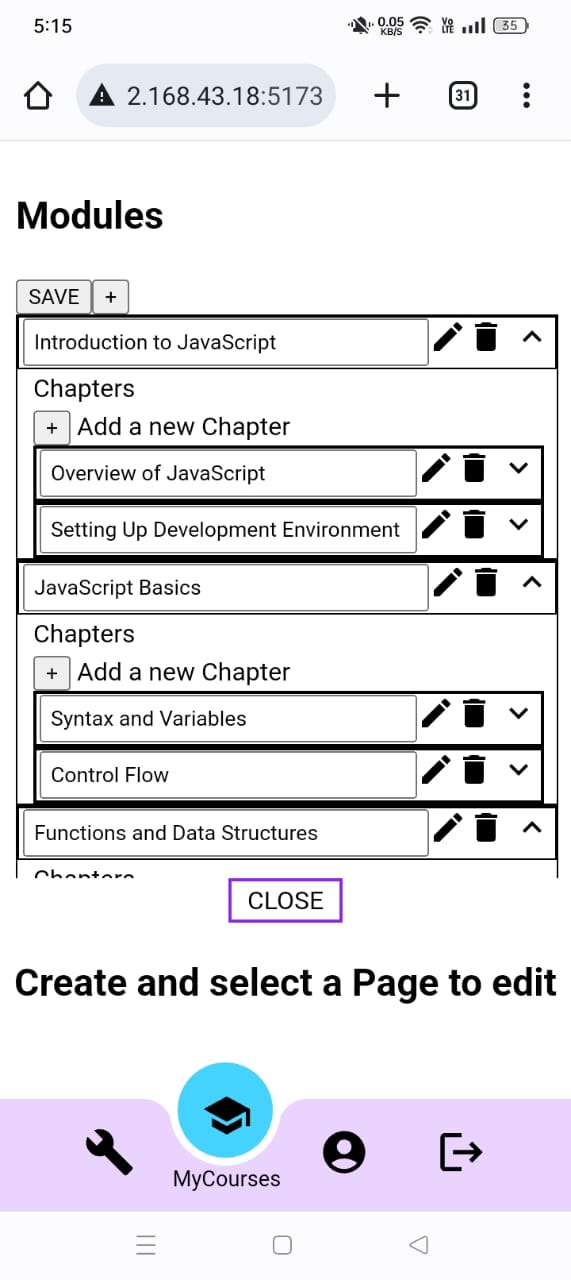 5:15 0.05 KB/S Vo LTE 35
2.168.43.18:5173 31
Modules
SAVE +
Introduction to JavaScript
Chapters
+ Add a new Chapter
Overview of JavaScript
Setting Up Development Environment
JavaScript Basics
Chapters
+ Add a new Chapter
Syntax and Variables
Control Flow
Functions and Data Structures
Chapters
CLOSE
Create and select a Page to edit
MyCourses